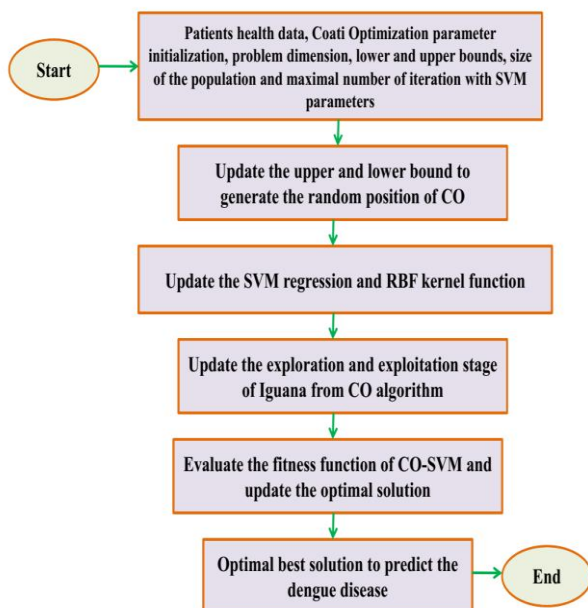 Start
Patients health data, Coati Optimization parameter
initialization, problem dimension, lower and upper bounds, size
of the population and maximal number of iteration with SVM
parameters
Update the upper and lower bound to
generate the random position of CO
Update the SVM regression and RBF kernel function
Update the exploration and exploitation stage
of Iguana from CO algorithm
Evaluate the fitness function of CO-SVM and
update the optimal solution
Optimal best solution to predict the
dengue disease
End